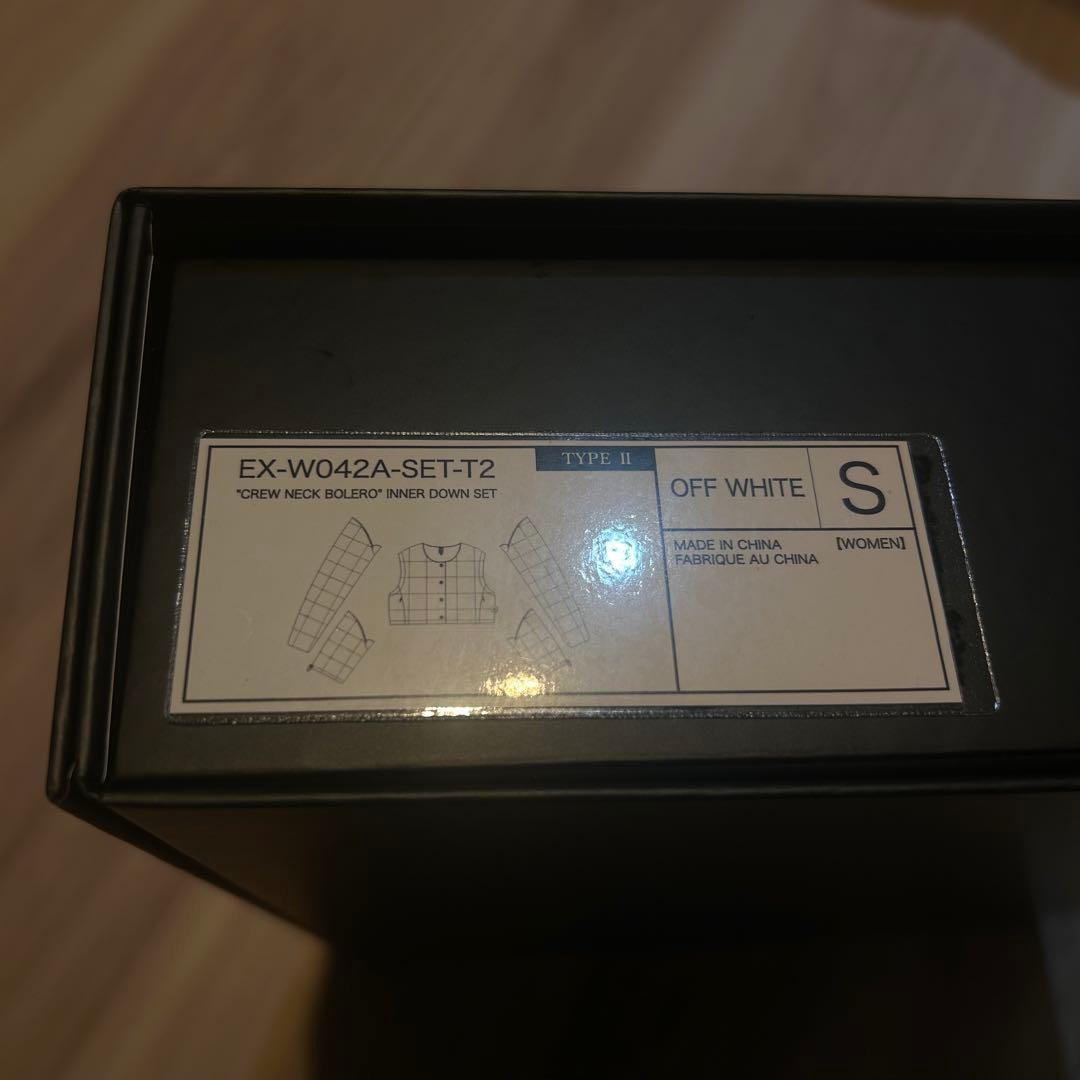 EX-W042A-SET-T2
"CREW NECK BOLERO" INNER DOWN SET
TYPE II
OFF WHITE
S
MADE IN CHINA
FABRIQUE AU CHINA
【WOMEN】